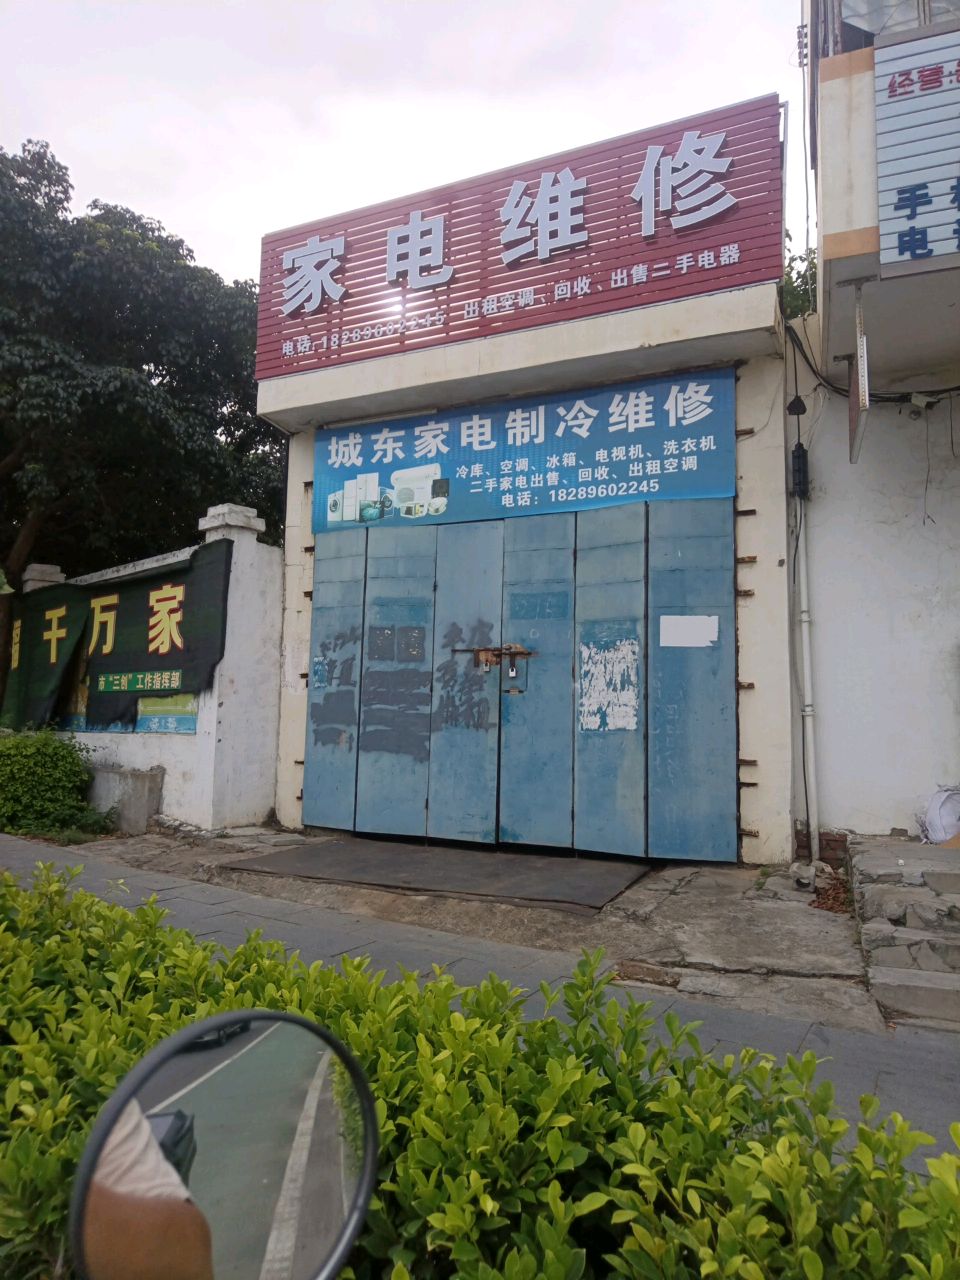 家电维修
电话:18289602245 出租空调、回收、出售二手电器
城东家电制冷维修
冷库、空调、冰箱、电视机、洗衣机
二手家电出售、回收、出租空调
电话：18289602245
千万家
市“三创”工作指挥部
经营:
手
电